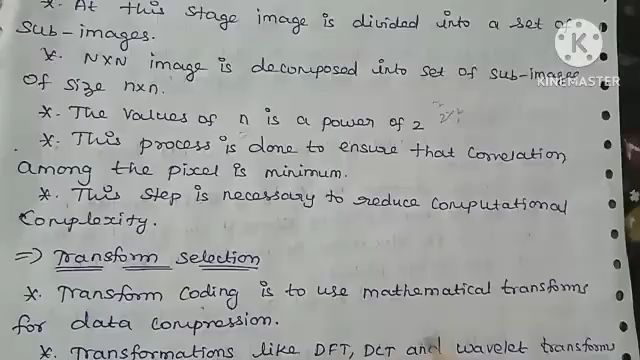 *. At this stage image is divided into a set of
sub-images.
*. N×N image is decomposed into set of sub-images
of size n×n.
KINEMASTER
*. The values of n is a power of 2
*. This process is done to ensure that correlation
among the pixel is minimum.
*. This step is necessary to reduce computational
complexity.
=> Transform selection
*. Transform coding is to use mathematical transforms
for data compression.
*. Transformations like DFT, DCT and wavelet transforms